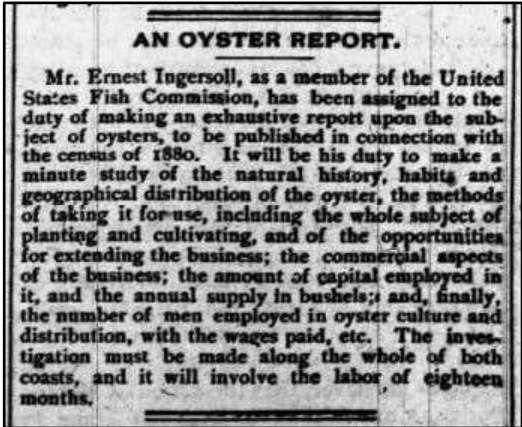 AN OYSTER REPORT.
Mr. Ernest Ingersoll, as a member of the United
States Fish Commission, has been assigned to the
duty of making an exhaustive report upon the sub-
ject of oysters, to be published in connection with
the census of 1880. It will be his duty to make a
minute study of the natural history, habits and
geographical distribution of the oyster, the methods
of taking it for use, including the whole subject of
planting and cultivating, and of the opportunities
for extending the business; the commercial aspects
of the business; the amount of capital employed in
it, and the annual supply in bushels; and, finally,
the number of men employed in oyster culture and
distribution, with the wages paid, etc. The inves-
tigation must be made along the whole of both
coasts, and it will involve the labor of eighteen
months.